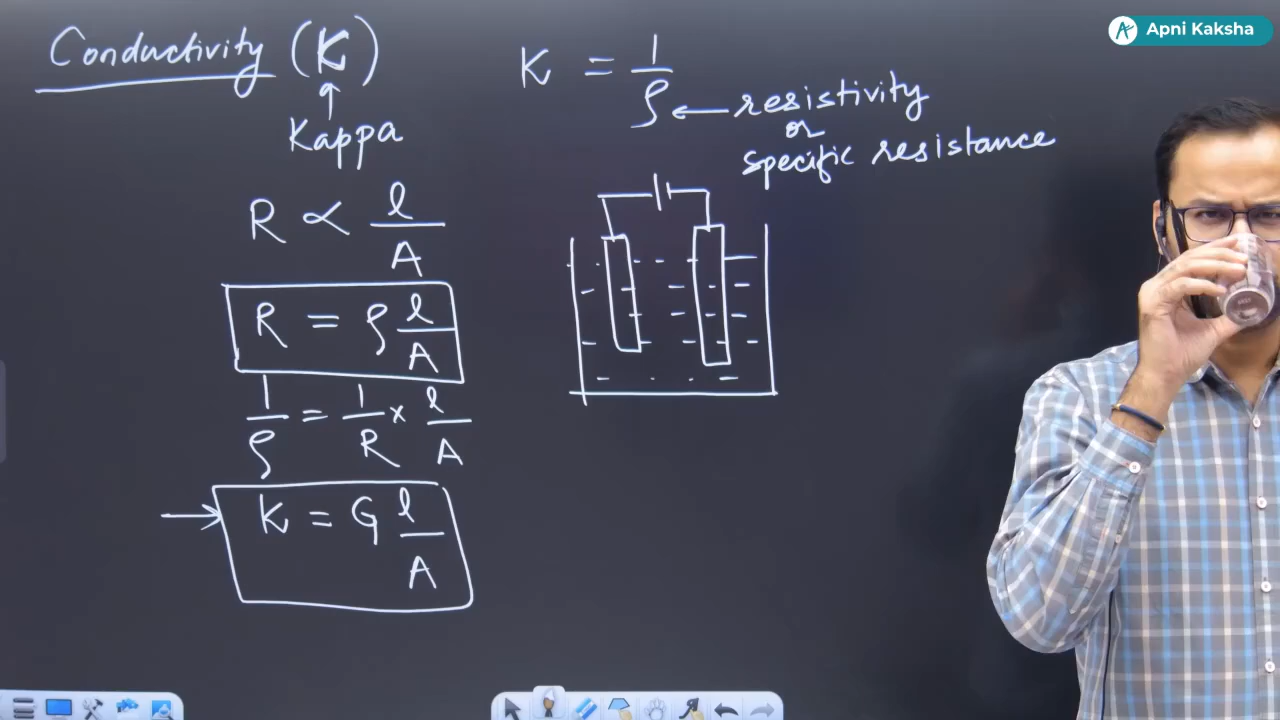 Conductivity (K)
Kappa
R ∝ l/A
R = ρ l/A
1/ρ = 1/R × l/A
K = G l/A
K = 1/ρ
resistivity
or
specific resistance
Apni Kaksha